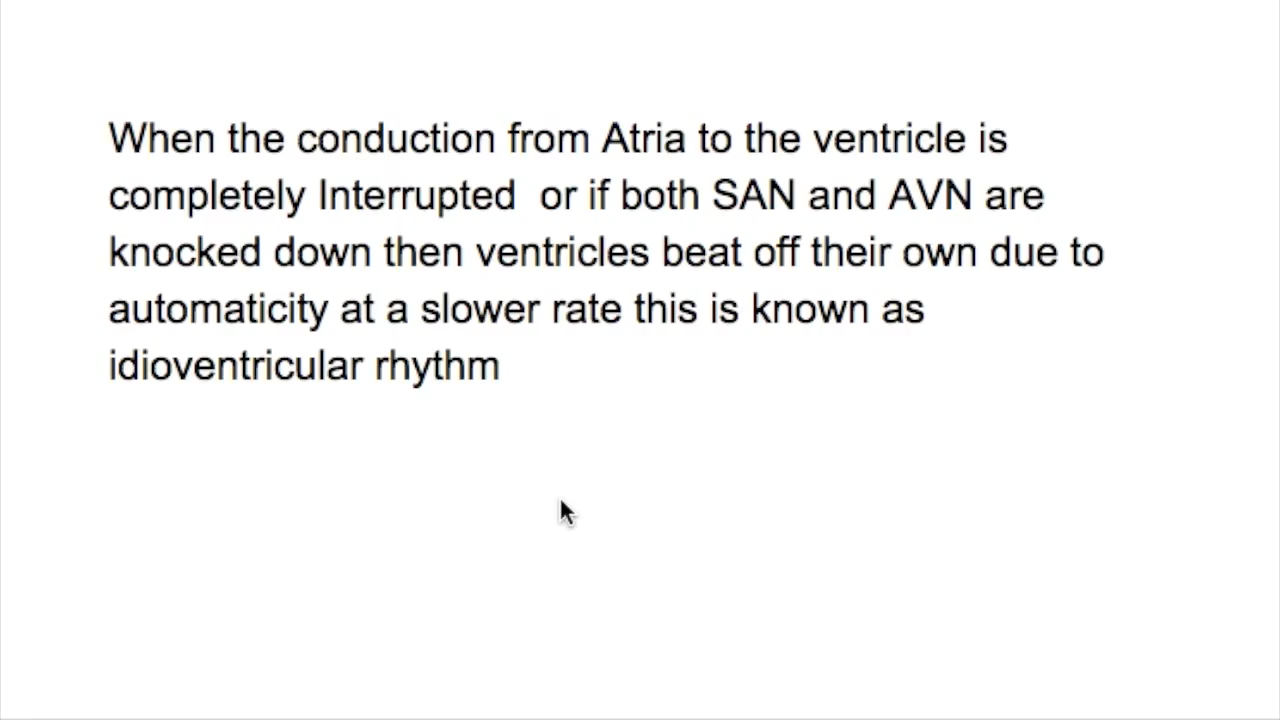 When the conduction from Atria to the ventricle is
completely Interrupted  or if both SAN and AVN are
knocked down then ventricles beat off their own due to
automaticity at a slower rate this is known as
idioventricular rhythm